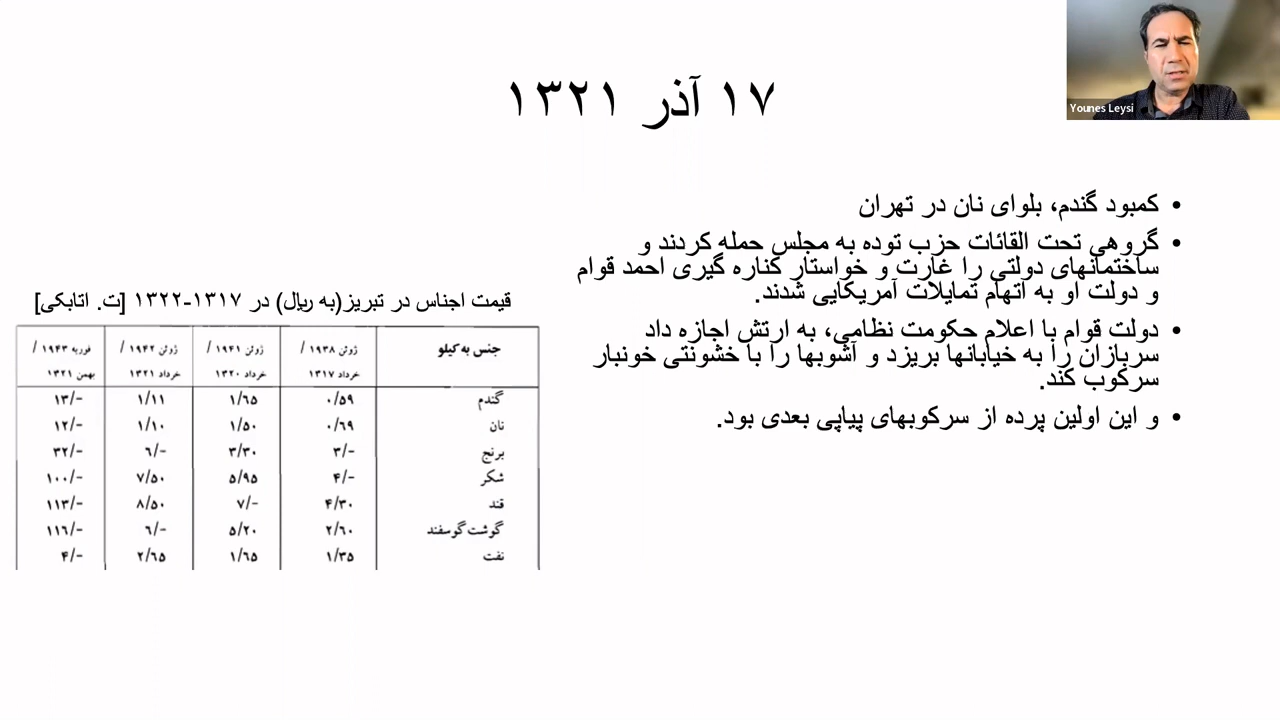 ۱۷ آذر ۱۳۲۱
Younes Leysi
• کمبود گندم، بلوای نان در تهران
• گروهی تحت القائات حزب توده به مجلس حمله کردند و
ساختمانهای دولتی را غارت و خواستار کناره گیری احمد قوام
و دولت او به اتهام تمایلات آمریکایی شدند.
• دولت قوام با اعلام حکومت نظامی، به ارتش اجازه داد
سربازان را به خیابانها بریزد و آشوبها را با خشونتی خونبار
سرکوب کند.
• و این اولین پرده از سرکوبهای پیاپی بعدی بود.
قیمت اجناس در تبریز(به ریال) در ۱۳۱۷-۱۳۲۲ [ت. اتابکی]
جنس به کیلو ژوئن ۱۹۳۸ / ژوئن ۱۹۴۱ / ژوئن ۱۹۴۲ / فوریه ۱۹۴۳ /
خرداد ۱۳۱۷ خرداد ۱۳۲۰ خرداد ۱۳۲۱ بهمن ۱۳۲۱
گندم ۰/۵۹ ۱/۶۵ ۱/۱۱ ۱۳/-
نان ۰/۶۹ ۱/۵۰ ۱/۱۰ ۱۲/-
برنج ۳/- ۳/۳۰ ۶/- ۳۲/-
شکر ۴/- ۵/۹۵ ۷/۵۰ ۱۰۰/-
قند ۴/۳۰ ۷/- ۸/۵۰ ۱۱۳/-
گوشت گوسفند ۲/۶۰ ۵/۲۰ ۶/- ۱۱۶/-
نفت ۱/۳۵ ۱/۶۵ ۲/۶۵ ۴/-